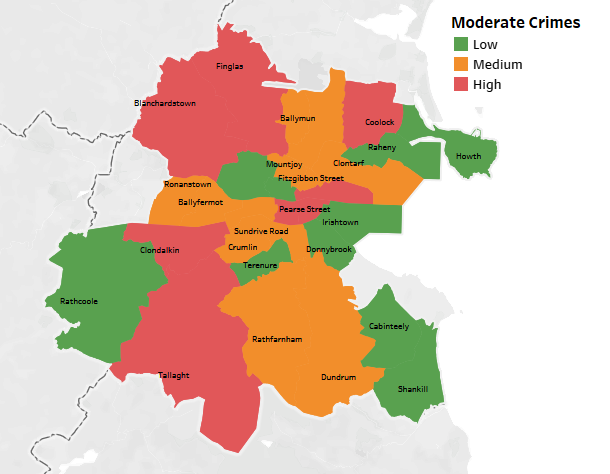 Moderate Crimes
Low
Medium
High
Finglas
Blanchardstown
Ballymun
Coolock
Raheny
Howth
Mountjoy
Clontarf
Fitzgibbon Street
Ronanstown
Ballyfermot
Pearse Street
Irishtown
Sundrive Road
Crumlin
Donnybrook
Clondalkin
Terenure
Rathcoole
Cabinteely
Rathfarnham
Tallaght
Dundrum
Shankill